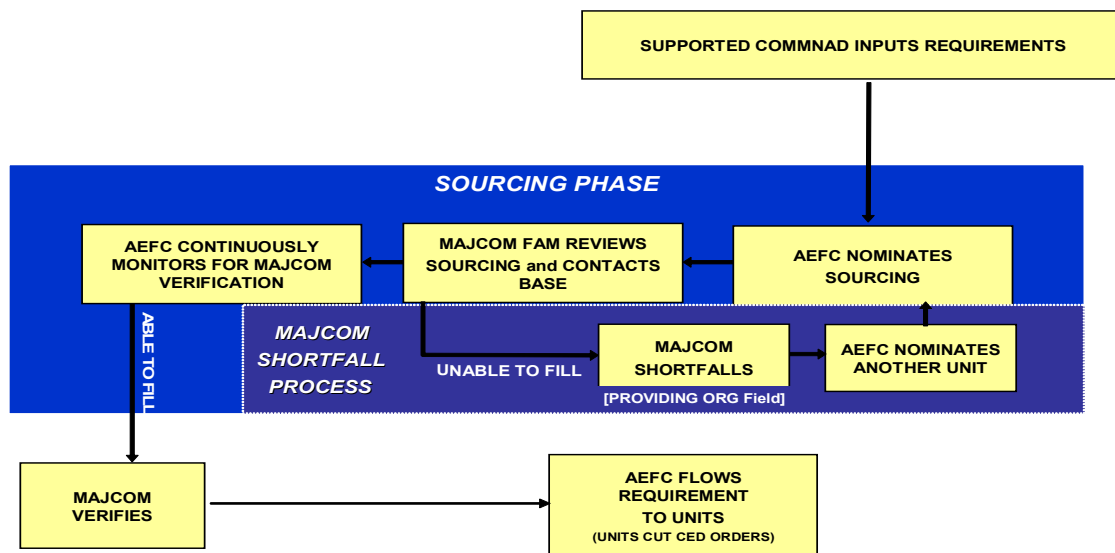 SUPPORTED COMMNAD INPUTS REQUIREMENTS
SOURCING PHASE
AEFC CONTINUOUSLY
MONITORS FOR MAJCOM
VERIFICATION
MAJCOM FAM REVIEWS
SOURCING and CONTACTS
BASE
AEFC NOMINATES
SOURCING
ABLE TO FILL
MAJCOM
SHORTFALL
PROCESS
UNABLE TO FILL
MAJCOM
SHORTFALLS
[PROVIDING ORG Field]
AEFC NOMINATES
ANOTHER UNIT
MAJCOM
VERIFIES
AEFC FLOWS
REQUIREMENT
TO UNITS
(UNITS CUT CED ORDERS)